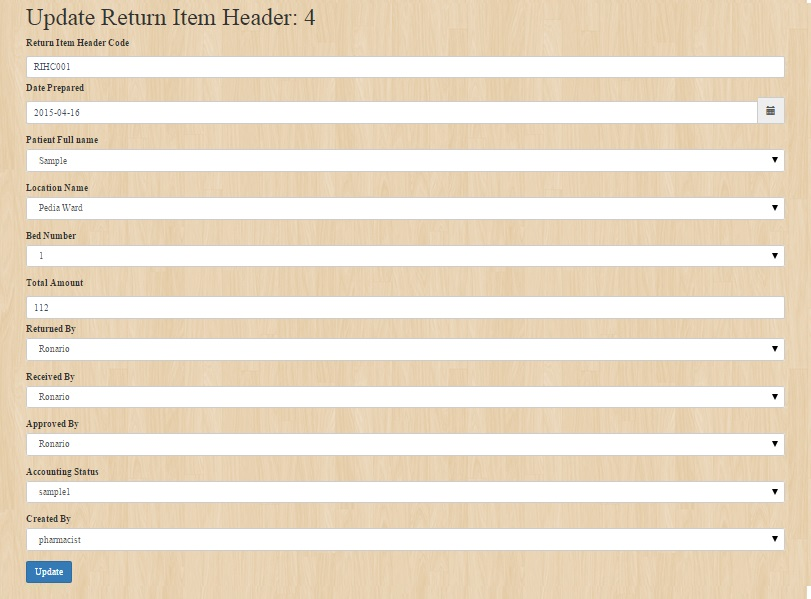 Update Return Item Header: 4
Return Item Header Code
RIHC001
Date Prepared
2015-04-16
Patient Full name
Sample
Location Name
Pedia Ward
Bed Number
1
Total Amount
112
Returned By
Ronario
Received By
Ronario
Approved By
Ronario
Accounting Status
sample1
Created By
pharmacist
Update